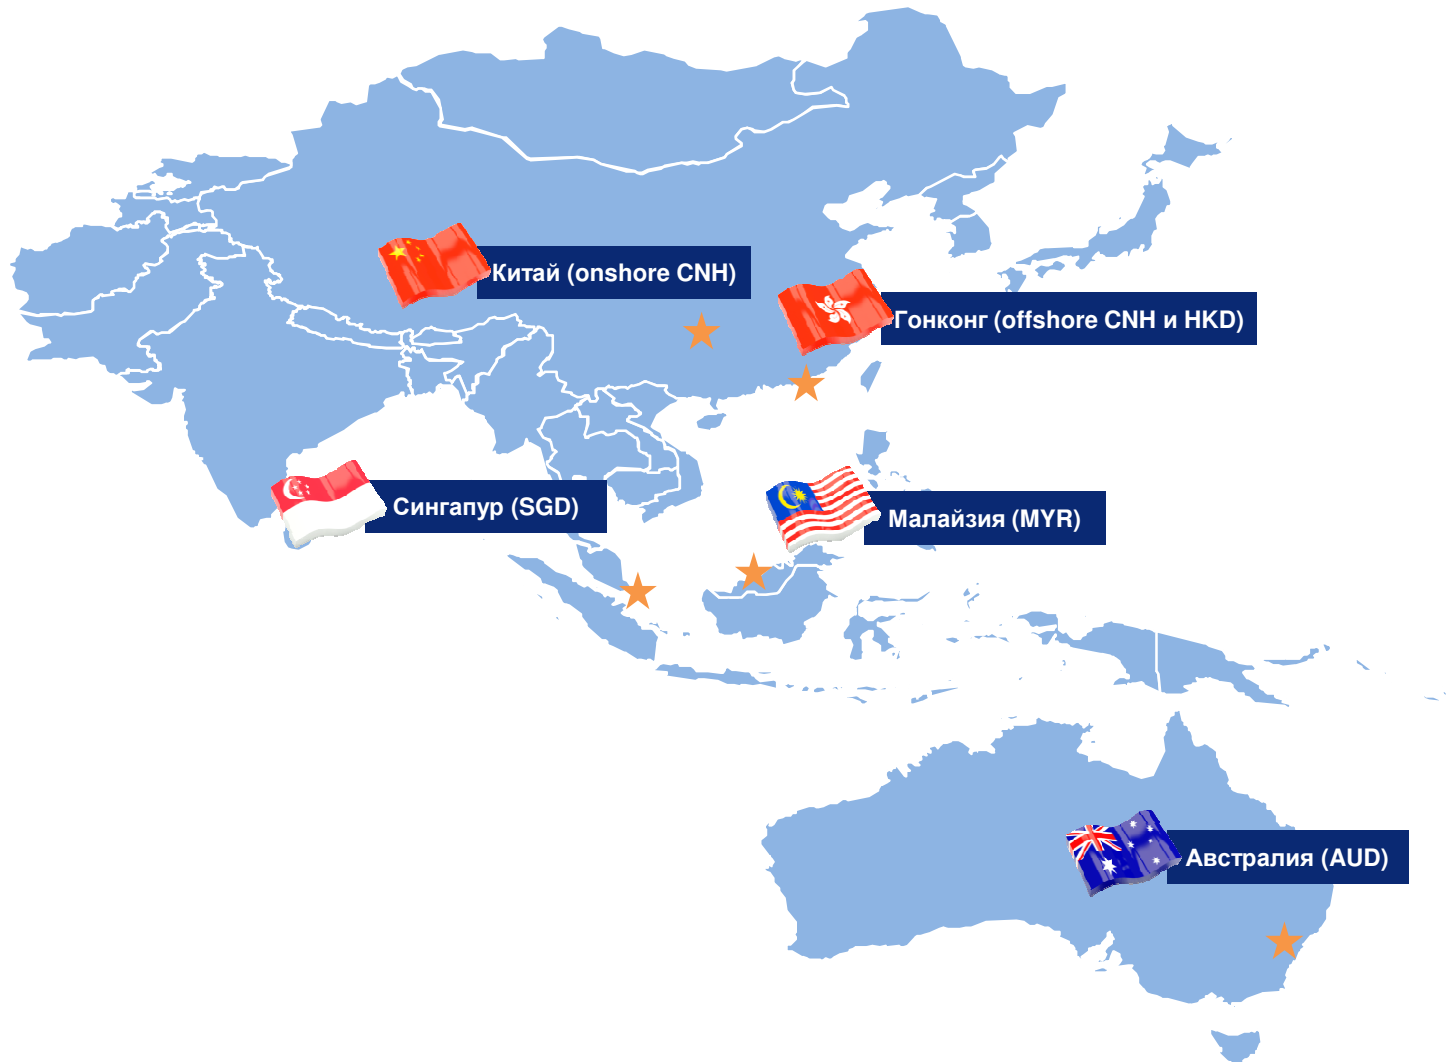 Китай (onshore CNH)
Гонконг (offshore CNH и HKD)
Сингапур (SGD)
Малайзия (MYR)
Австралия (AUD)